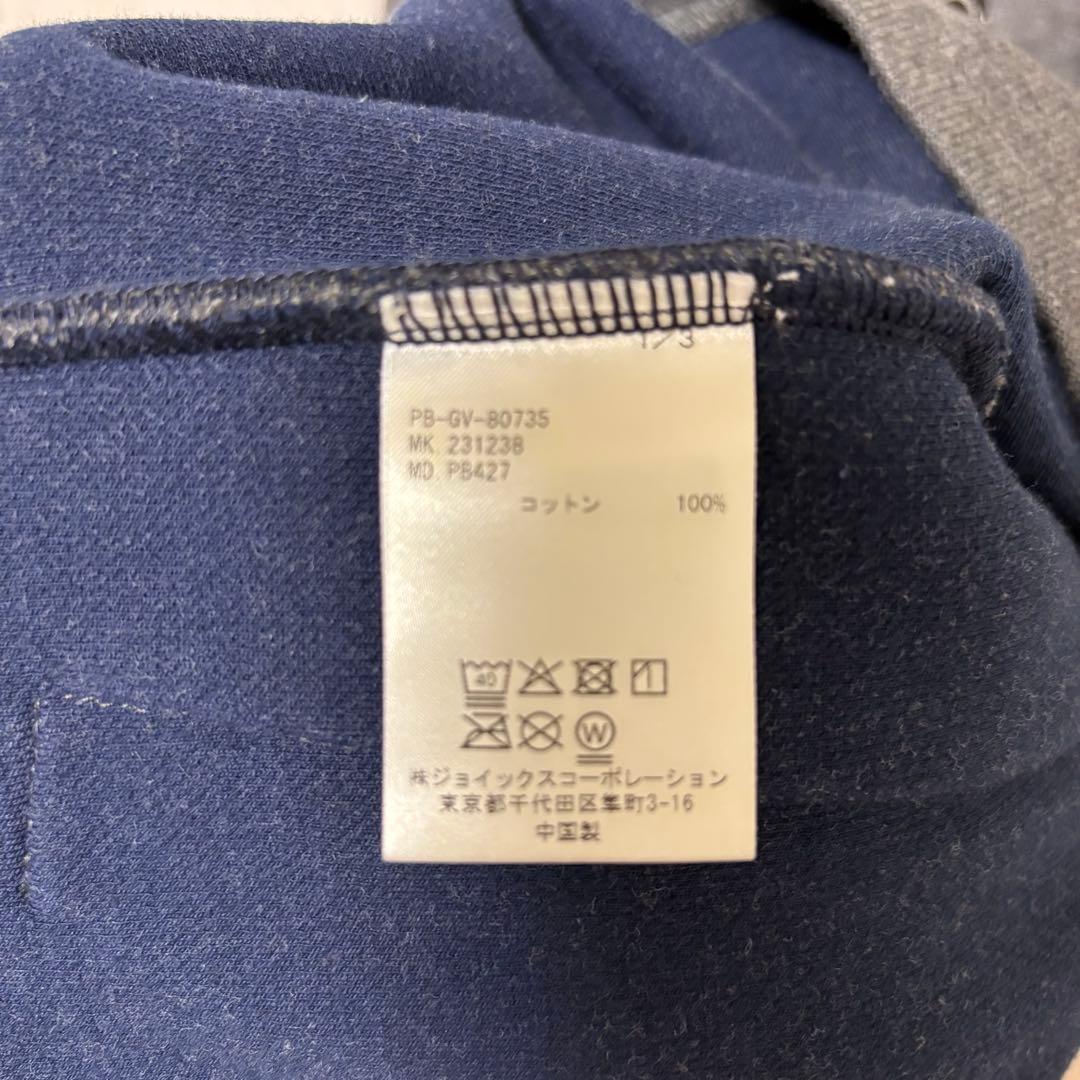 1/3
PB-GV-80735
MK. 231238
MD. PB427
コットン 100%
40
W
株ジョイックスコーポレーション
東京都千代田区隼町3-16
中国製